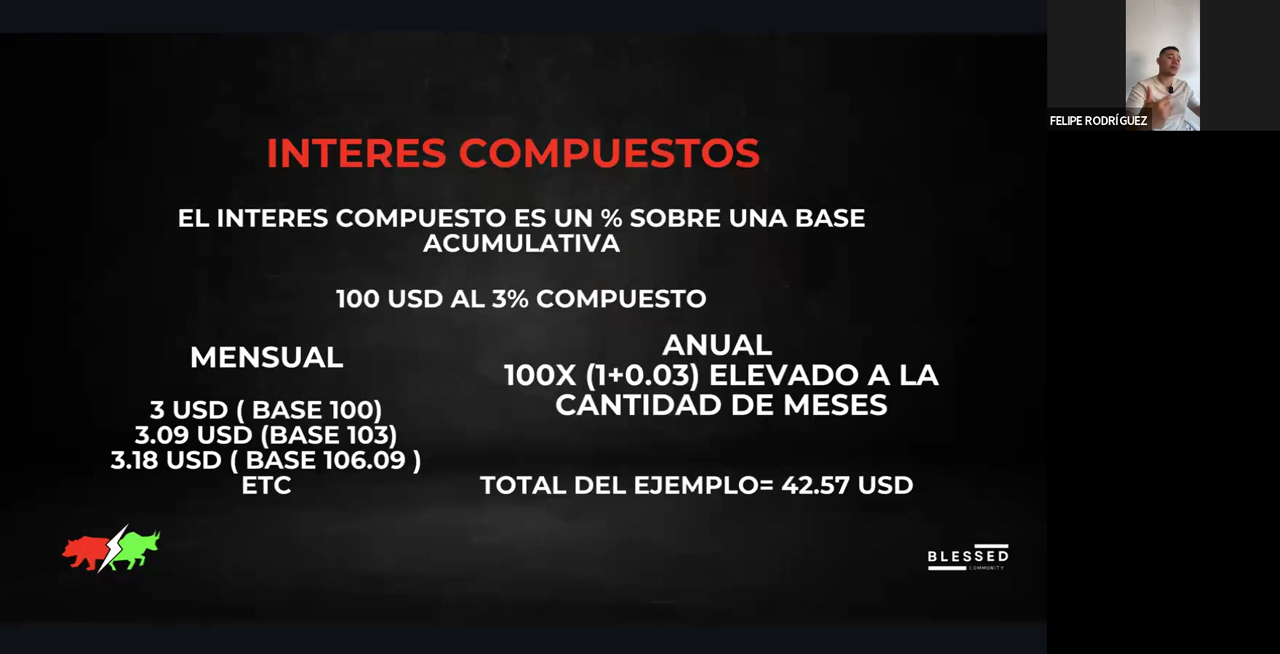 INTERES COMPUESTOS
EL INTERES COMPUESTO ES UN % SOBRE UNA BASE
ACUMULATIVA
100 USD AL 3% COMPUESTO
MENSUAL
3 USD ( BASE 100)
3.09 USD (BASE 103)
3.18 USD ( BASE 106.09 )
ETC
ANUAL
100X (1+0.03) ELEVADO A LA
CANTIDAD DE MESES
TOTAL DEL EJEMPLO= 42.57 USD
BLESSED
COMMUNITY
FELIPE RODRÍGUEZ